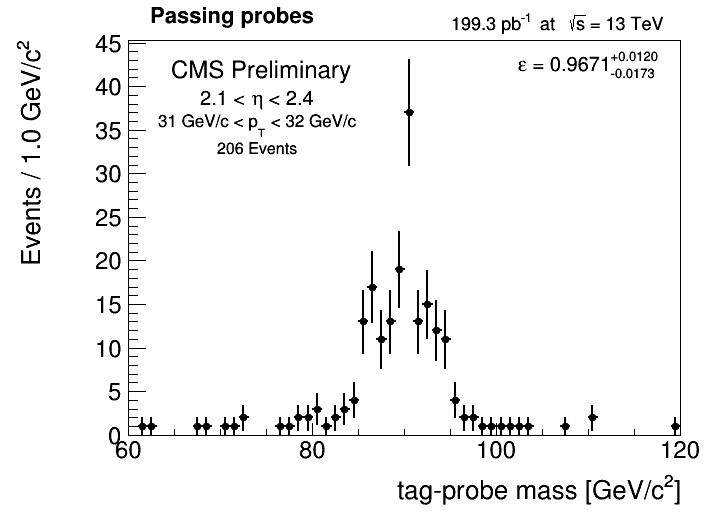 Passing probes
199.3 pb⁻¹ at √s = 13 TeV
CMS Preliminary
2.1 < η < 2.4
31 GeV/c < p_T < 32 GeV/c
206 Events
ε = 0.9671 +0.0120 -0.0173
Events / 1.0 GeV/c²
45
40
35
30
25
20
15
10
5
0
60 80 100 120
tag-probe mass [GeV/c²]